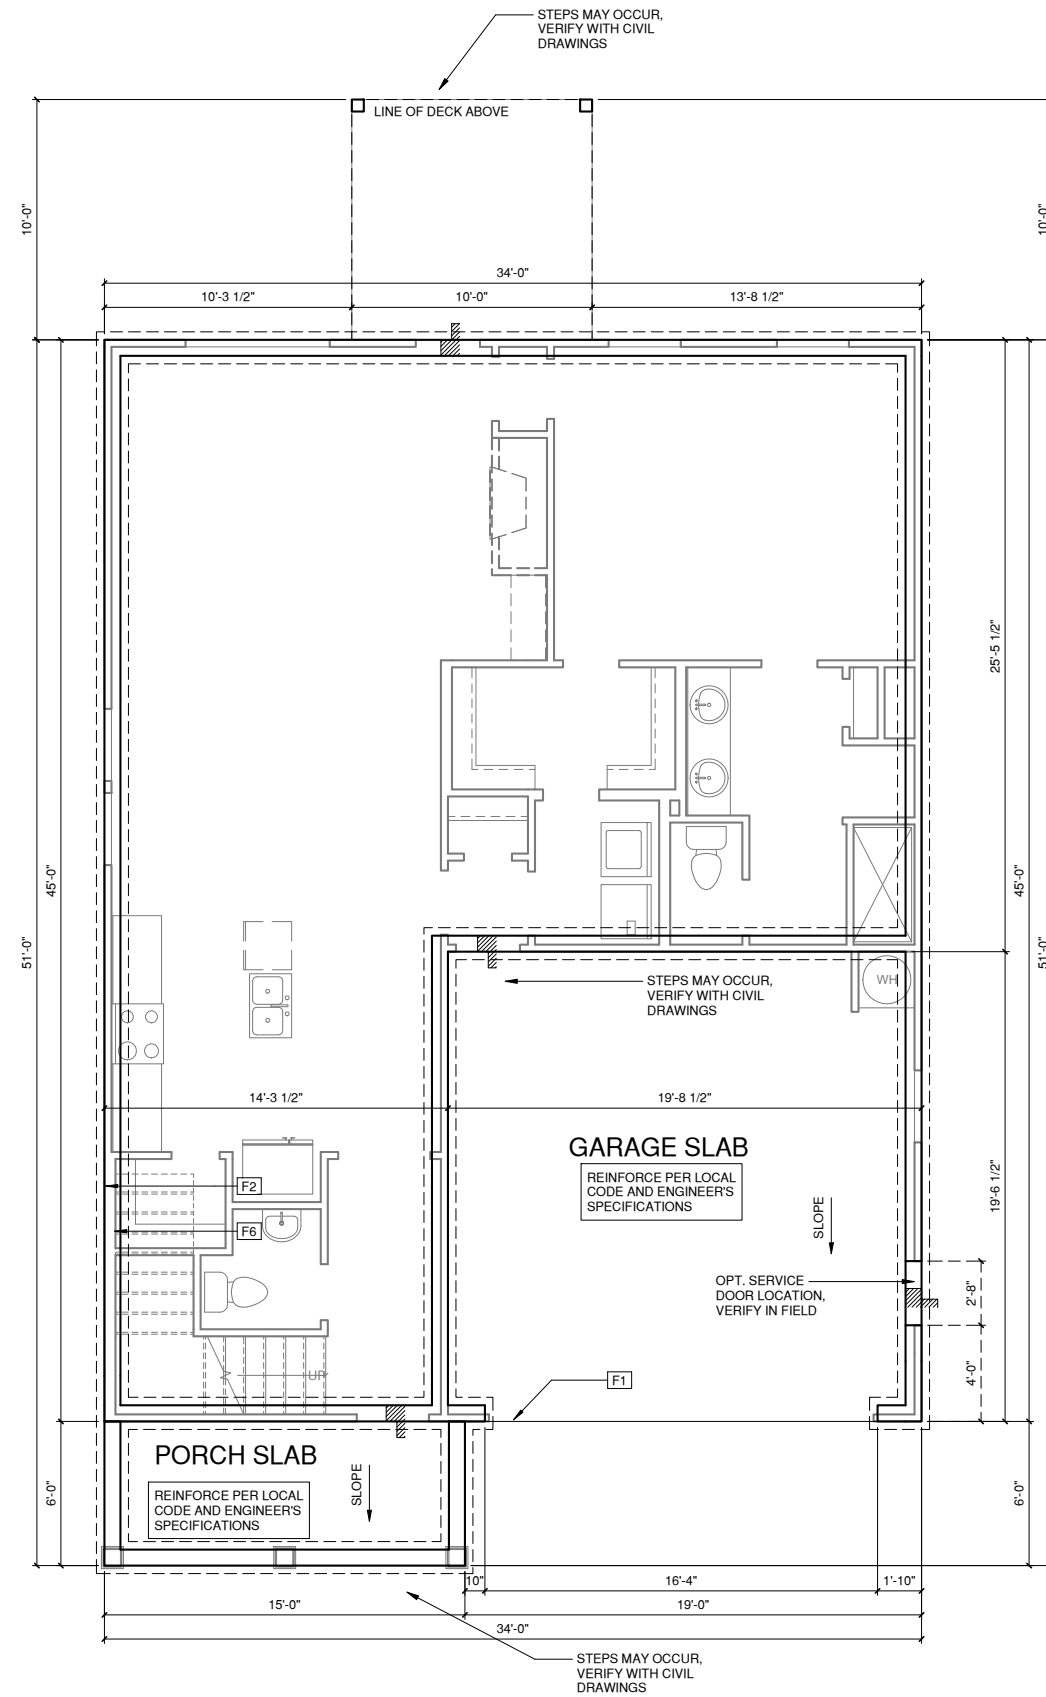 STEPS MAY OCCUR,
VERIFY WITH CIVIL
DRAWINGS
LINE OF DECK ABOVE
10'-0"
10'-0"
34'-0"
10'-3 1/2"
10'-0"
13'-8 1/2"
25'-5 1/2"
45'-0"
51'-0"
45'-0"
51'-0"
WH
STEPS MAY OCCUR,
VERIFY WITH CIVIL
DRAWINGS
14'-3 1/2"
19'-8 1/2"
GARAGE SLAB
REINFORCE PER LOCAL
CODE AND ENGINEER'S
SPECIFICATIONS
SLOPE
19'-6 1/2"
F2
F6
OPT. SERVICE
DOOR LOCATION,
VERIFY IN FIELD
2'-8"
4'-0"
UP
F1
PORCH SLAB
REINFORCE PER LOCAL
CODE AND ENGINEER'S
SPECIFICATIONS
SLOPE
6'-0"
6'-0"
10"
16'-4"
1'-10"
15'-0"
19'-0"
34'-0"
STEPS MAY OCCUR,
VERIFY WITH CIVIL
DRAWINGS